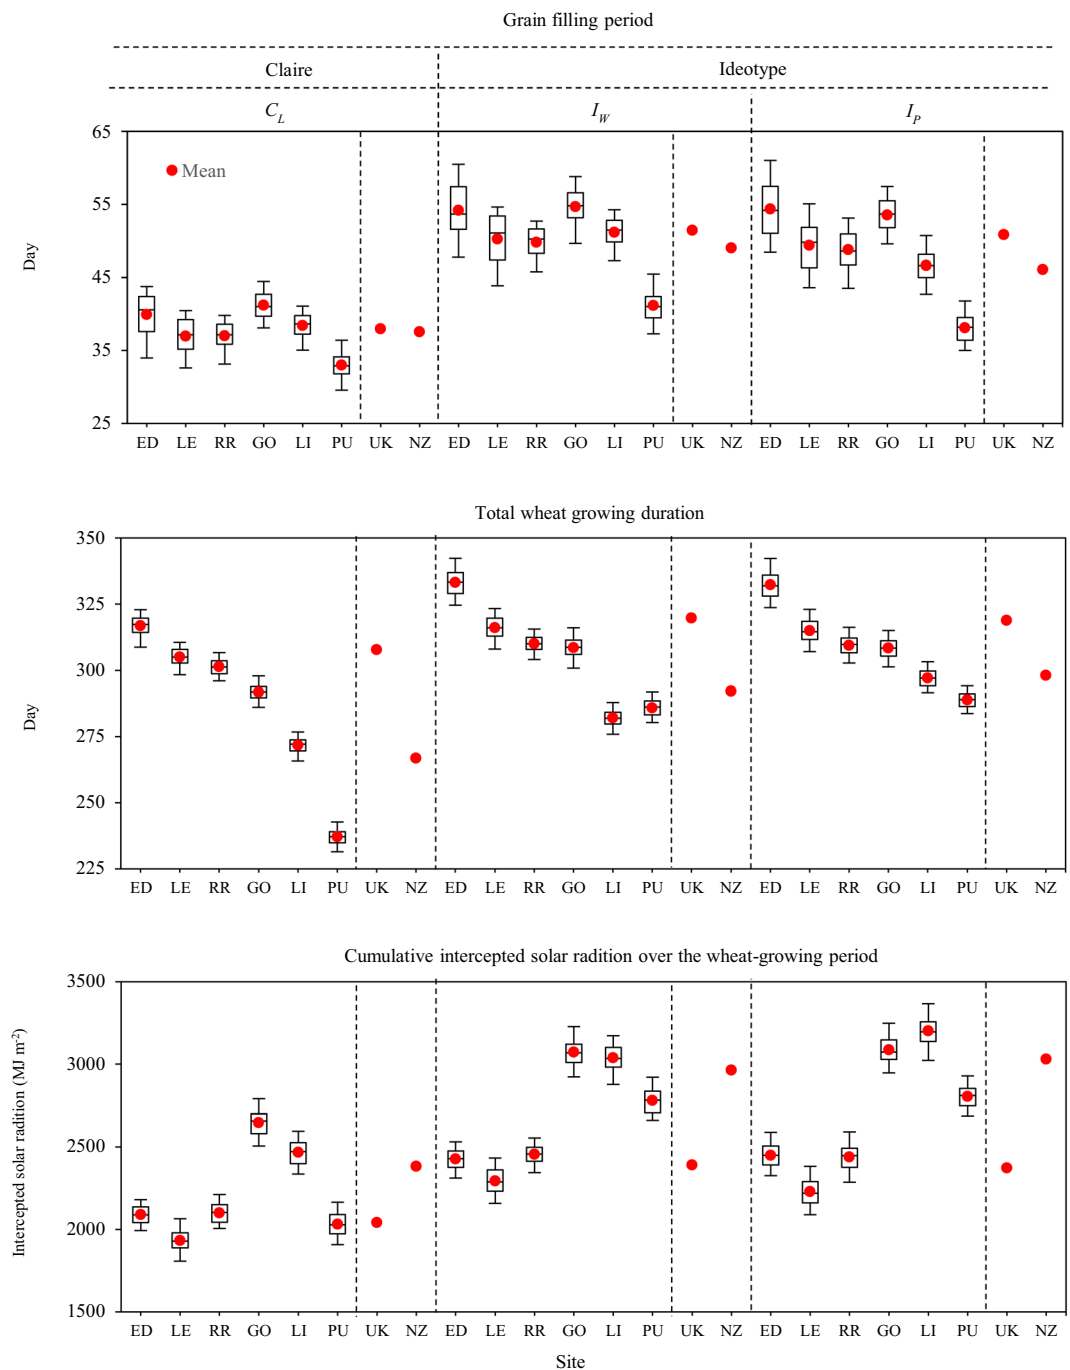 Grain filling period
Claire Ideotype
C_L I_W I_P
65
Mean
55
45
35
25
Day
ED LE RR GO LI PU UK NZ ED LE RR GO LI PU UK NZ ED LE RR GO LI PU UK NZ
Total wheat growing duration
350
325
300
275
250
225
Day
ED LE RR GO LI PU UK NZ ED LE RR GO LI PU UK NZ ED LE RR GO LI PU UK NZ
Cumulative intercepted solar radition over the wheat-growing period
3500
3000
2500
2000
1500
Intercepted solar radition (MJ m⁻²)
ED LE RR GO LI PU UK NZ ED LE RR GO LI PU UK NZ ED LE RR GO LI PU UK NZ
Site